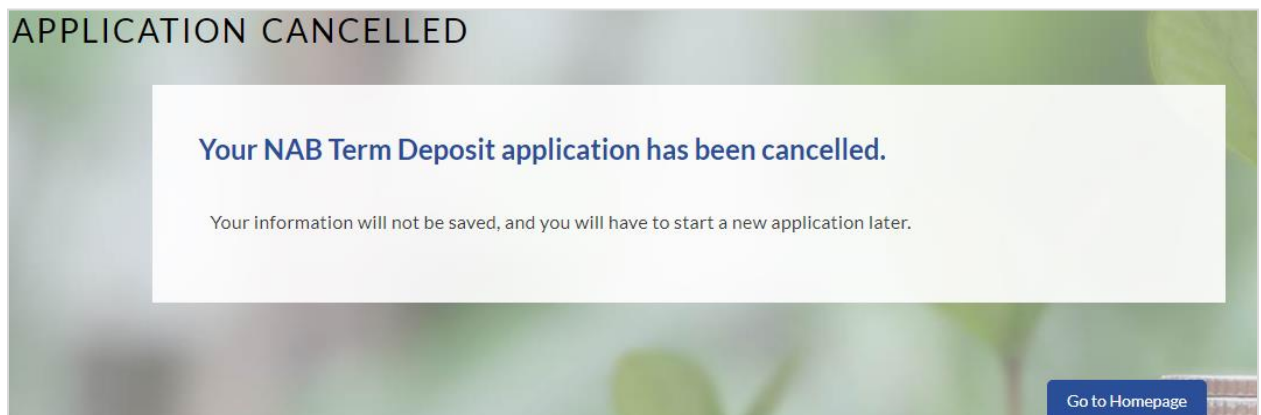 APPLICATION CANCELLED
Your NAB Term Deposit application has been cancelled.
Your information will not be saved, and you will have to start a new application later.
Go to Homepage